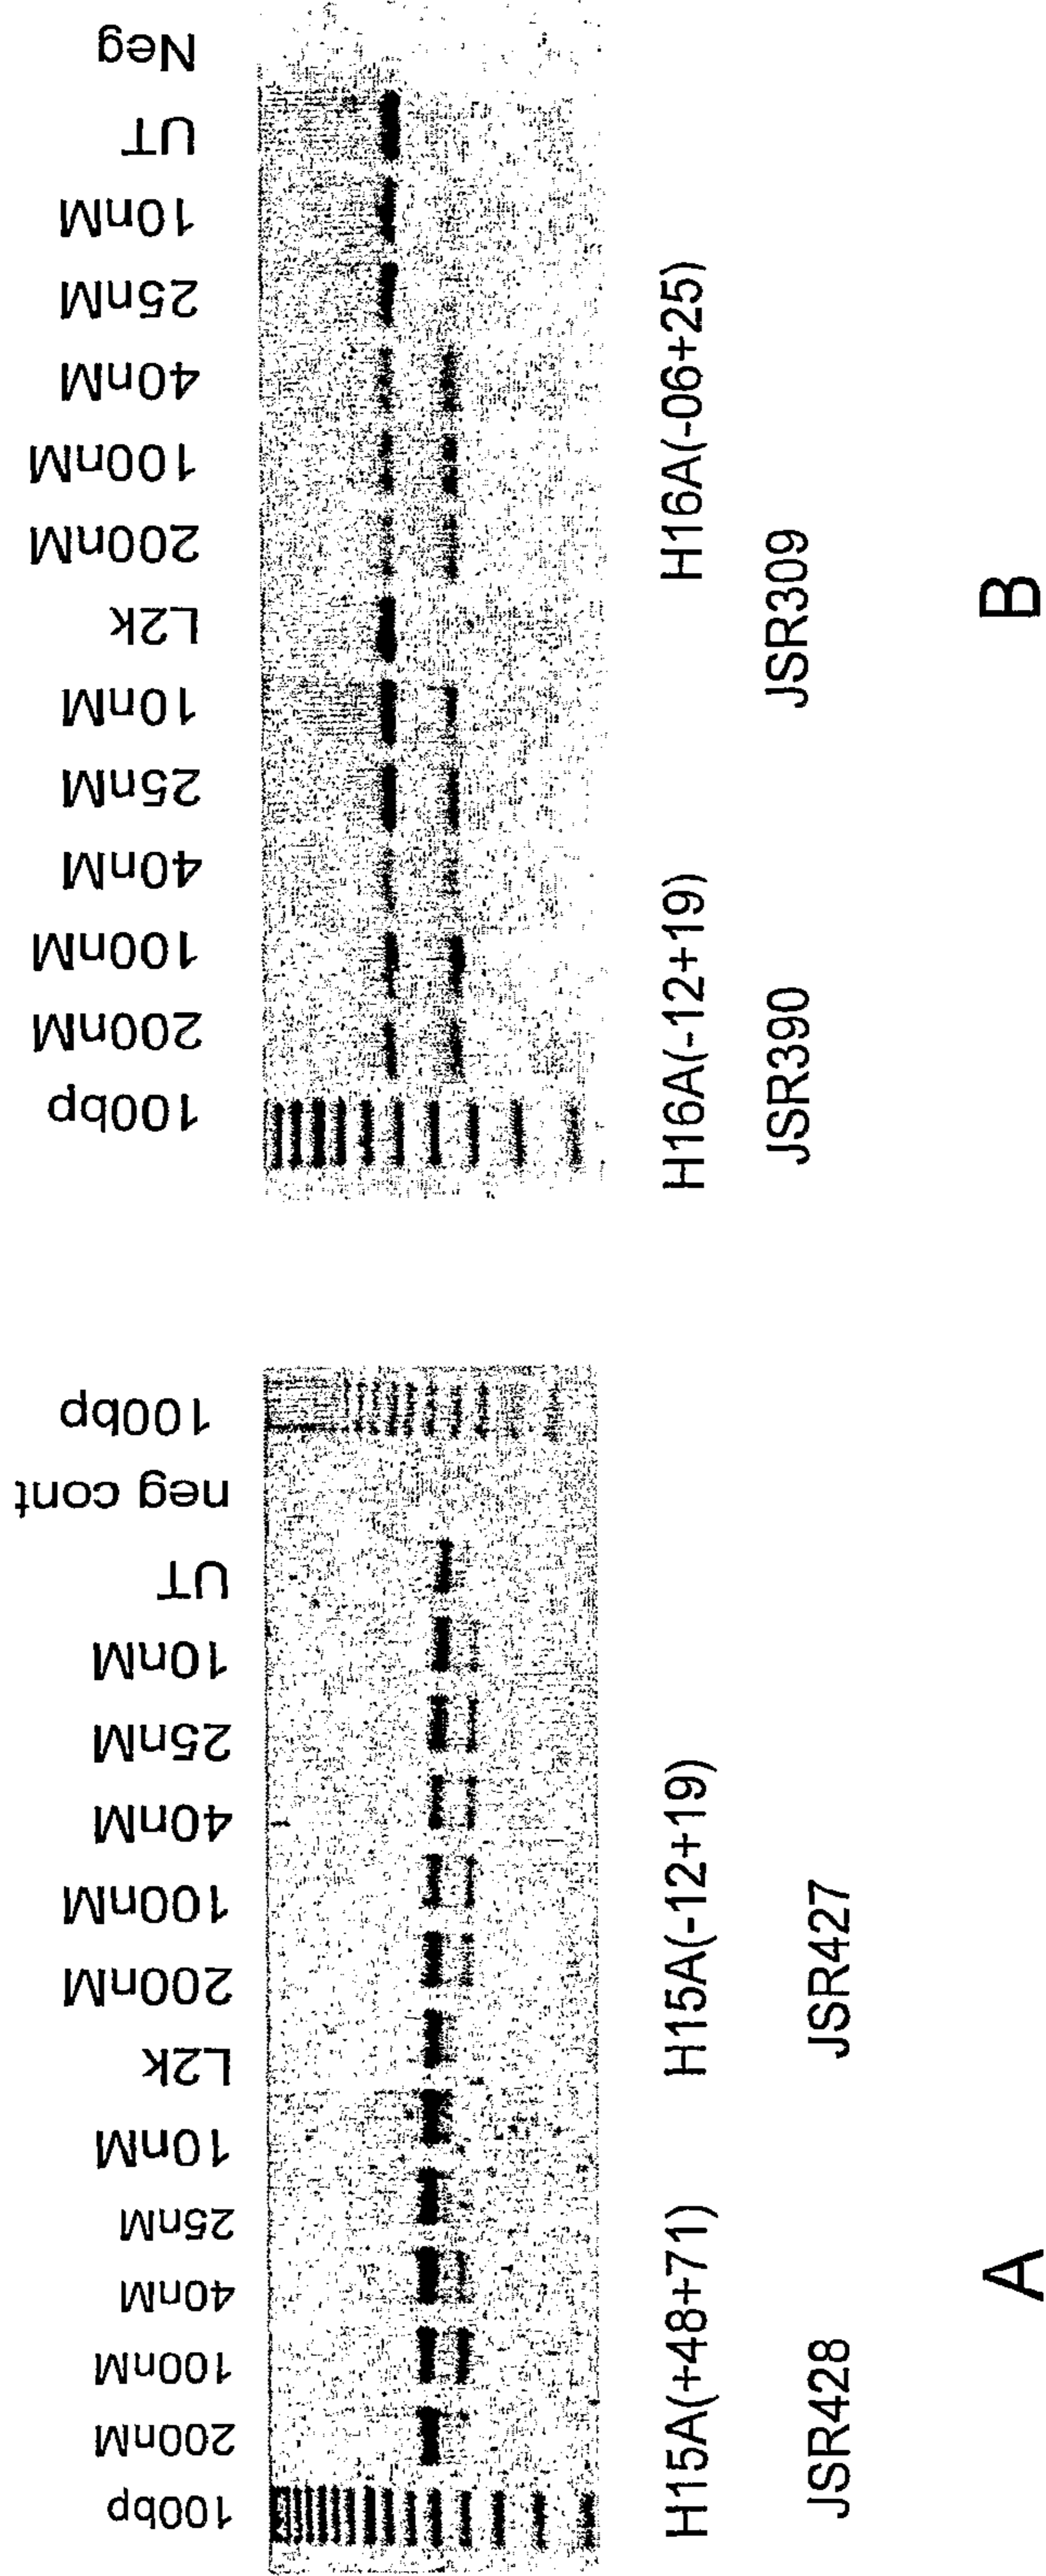 100bp
200nM
100nM
40nM
25nM
10nM
L2k
200nM
100nM
40nM
25nM
10nM
UT
neg cont
100bp
H15A(+48+71)
H15A(-12+19)
JSR428
JSR427
A
100bp
200nM
100nM
40nM
25nM
10nM
L2k
200nM
100nM
40nM
25nM
10nM
UT
Neg
H16A(-12+19)
H16A(-06+25)
JSR390
JSR309
B